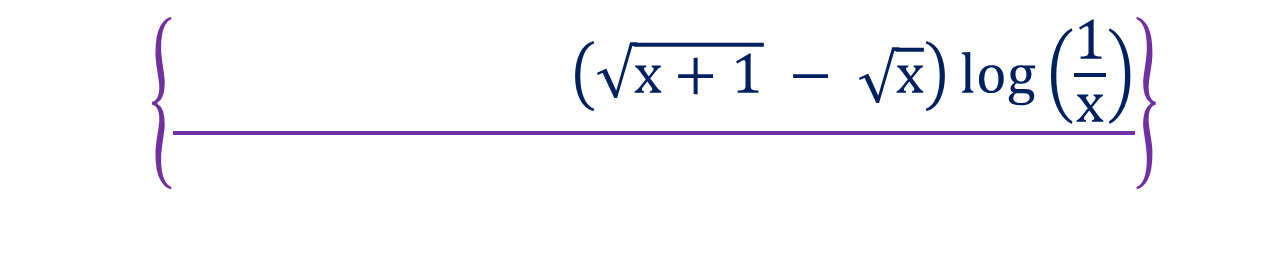 {(√(x + 1) − √x) log (1/x)}